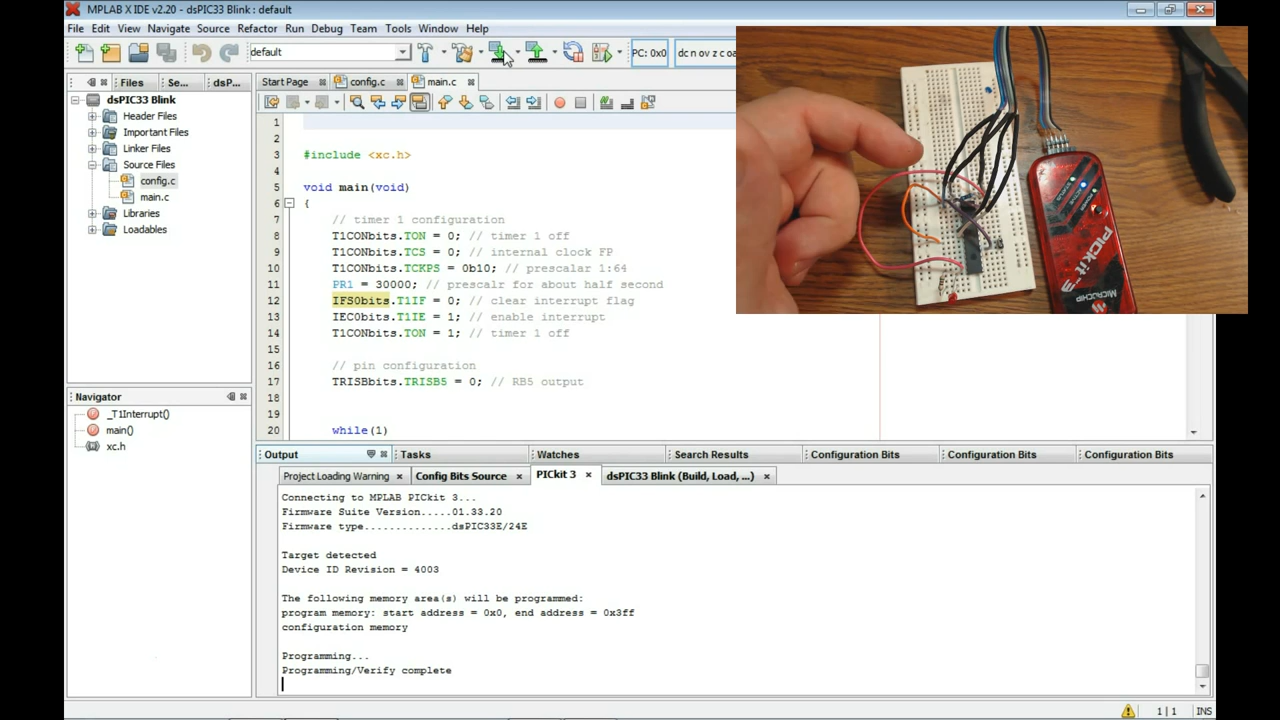 MPLAB X IDE v2.20 - dsPIC33 Blink : default
File Edit View Navigate Source Refactor Run Debug Team Tools Window Help
default
PC: 0x0
dc n ov z c
Files
Se...
dsP...
Start Page
config.c
main.c
dsPIC33 Blink
Header Files
Important Files
Linker Files
Source Files
config.c
main.c
Libraries
Loadables
1
2
3 #include <xc.h>
4
5 void main(void)
6 {
7 // timer 1 configuration
8 T1CONbits.TON = 0; // timer 1 off
9 T1CONbits.TCS = 0; // internal clock FP
10 T1CONbits.TCKPS = 0b10; // prescalar 1:64
11 PR1 = 30000; // prescalr for about half second
12 IFS0bits.T1IF = 0; // clear interrupt flag
13 IEC0bits.T1IE = 1; // enable interrupt
14 T1CONbits.TON = 1; // timer 1 off
15
16 // pin configuration
17 TRISBbits.TRISB5 = 0; // RB5 output
18
19
20 while(1)
PICkit 3
MICROCHIP
Navigator
_T1Interrupt()
main()
xc.h
Output
Tasks
Watches
Search Results
Configuration Bits
Configuration Bits
Configuration Bits
Project Loading Warning
Config Bits Source
PICkit 3
dsPIC33 Blink (Build, Load, ...)
Connecting to MPLAB PICkit 3...
Firmware Suite Version.....01.33.20
Firmware type..............dsPIC33E/24E
Target detected
Device ID Revision = 4003
The following memory area(s) will be programmed:
program memory: start address = 0x0, end address = 0x3ff
configuration memory
Programming...
Programming/Verify complete
1|1
INS